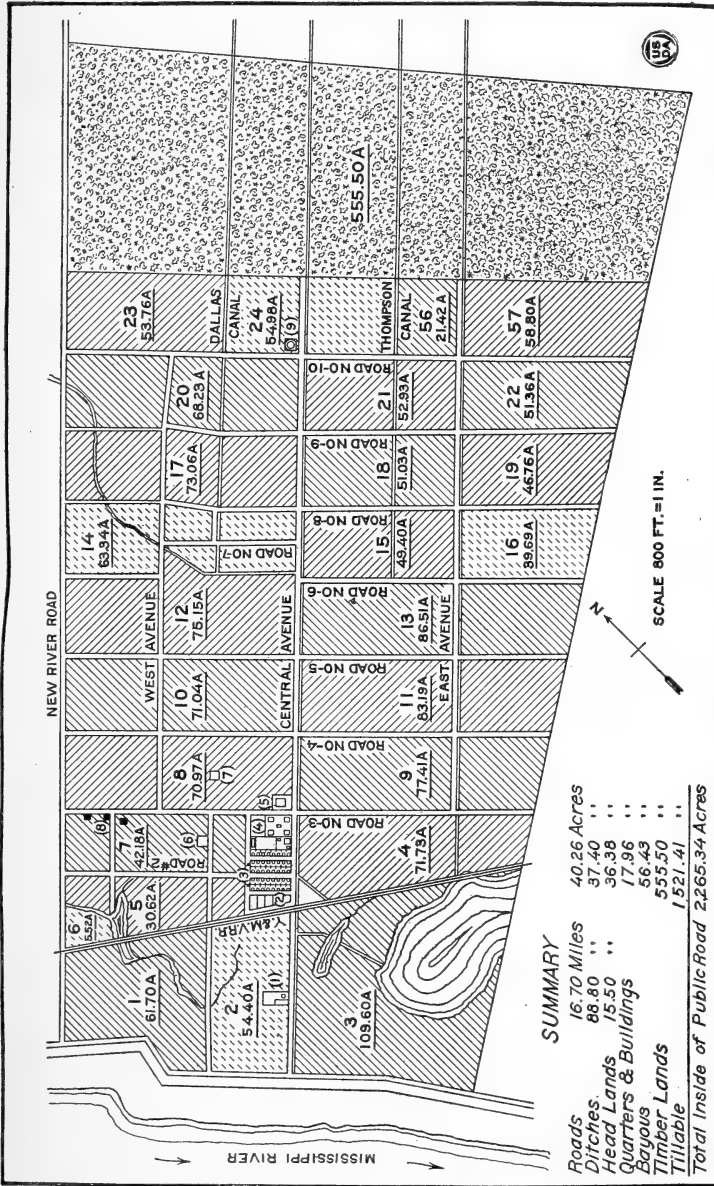 NEW RIVER ROAD
1
61.70A
6
5.52A
5
30.62A
7
42.18A
ROAD #2
(8)
(6)
8
70.97A
(7)
WEST AVENUE
10
71.04A
12
75.15A
14
63.34A
17
73.06A
20
68.23 A
23
53.76A
DALLAS CANAL
24
54.98A
(9)
555.50A
2
54.40A
(1)
Y.&M.V.RR
(2)
(3)
(4)
(5)
CENTRAL AVENUE
ROAD NO-7
3
109.60A
4
71.73A
ROAD NO-3
ROAD NO-4
9
77.41A
ROAD NO-5
11
83.19A
ROAD NO-6
13
86.51A
EAST AVENUE
ROAD NO-8
15
49.40A
ROAD NO-9
18
51.03A
ROAD NO-10
21
52.93A
THOMPSON CANAL
56
21.42A
16
39.69A
19
46.76A
22
51.36A
57
58.80A
MISSISSIPPI RIVER
N
SCALE 800 FT.=1 IN.
US
DA
SUMMARY
Roads 16.70 Miles 40.26 Acres
Ditches. 88.80 " 37.40 "
Head Lands 15.50 " 36.38 "
Quarters & Buildings 17.96 "
Bayous 56.43 "
Timber Lands 555.50 "
Tillable 1521.41 "
Total Inside of Public Road 2,265.34 Acres